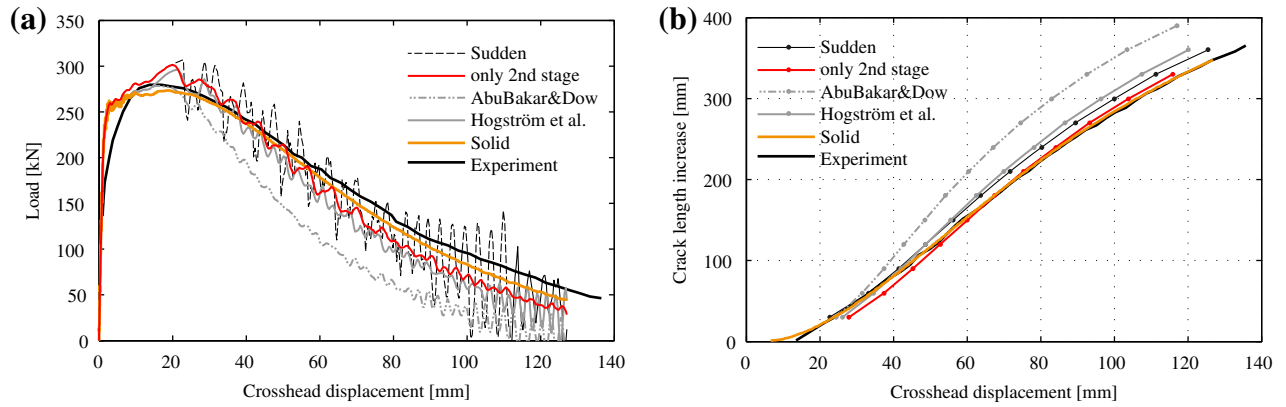 (a)
350
300
250
200
150
100
50
0
Load [kN]
0 20 40 60 80 100 120 140
Crosshead displacement [mm]
Sudden
only 2nd stage
AbuBakar&Dow
Hogström et al.
Solid
Experiment
(b)
400
300
200
100
0
Crack length increase [mm]
0 20 40 60 80 100 120 140
Crosshead displacement [mm]
Sudden
only 2nd stage
AbuBakar&Dow
Hogström et al.
Solid
Experiment